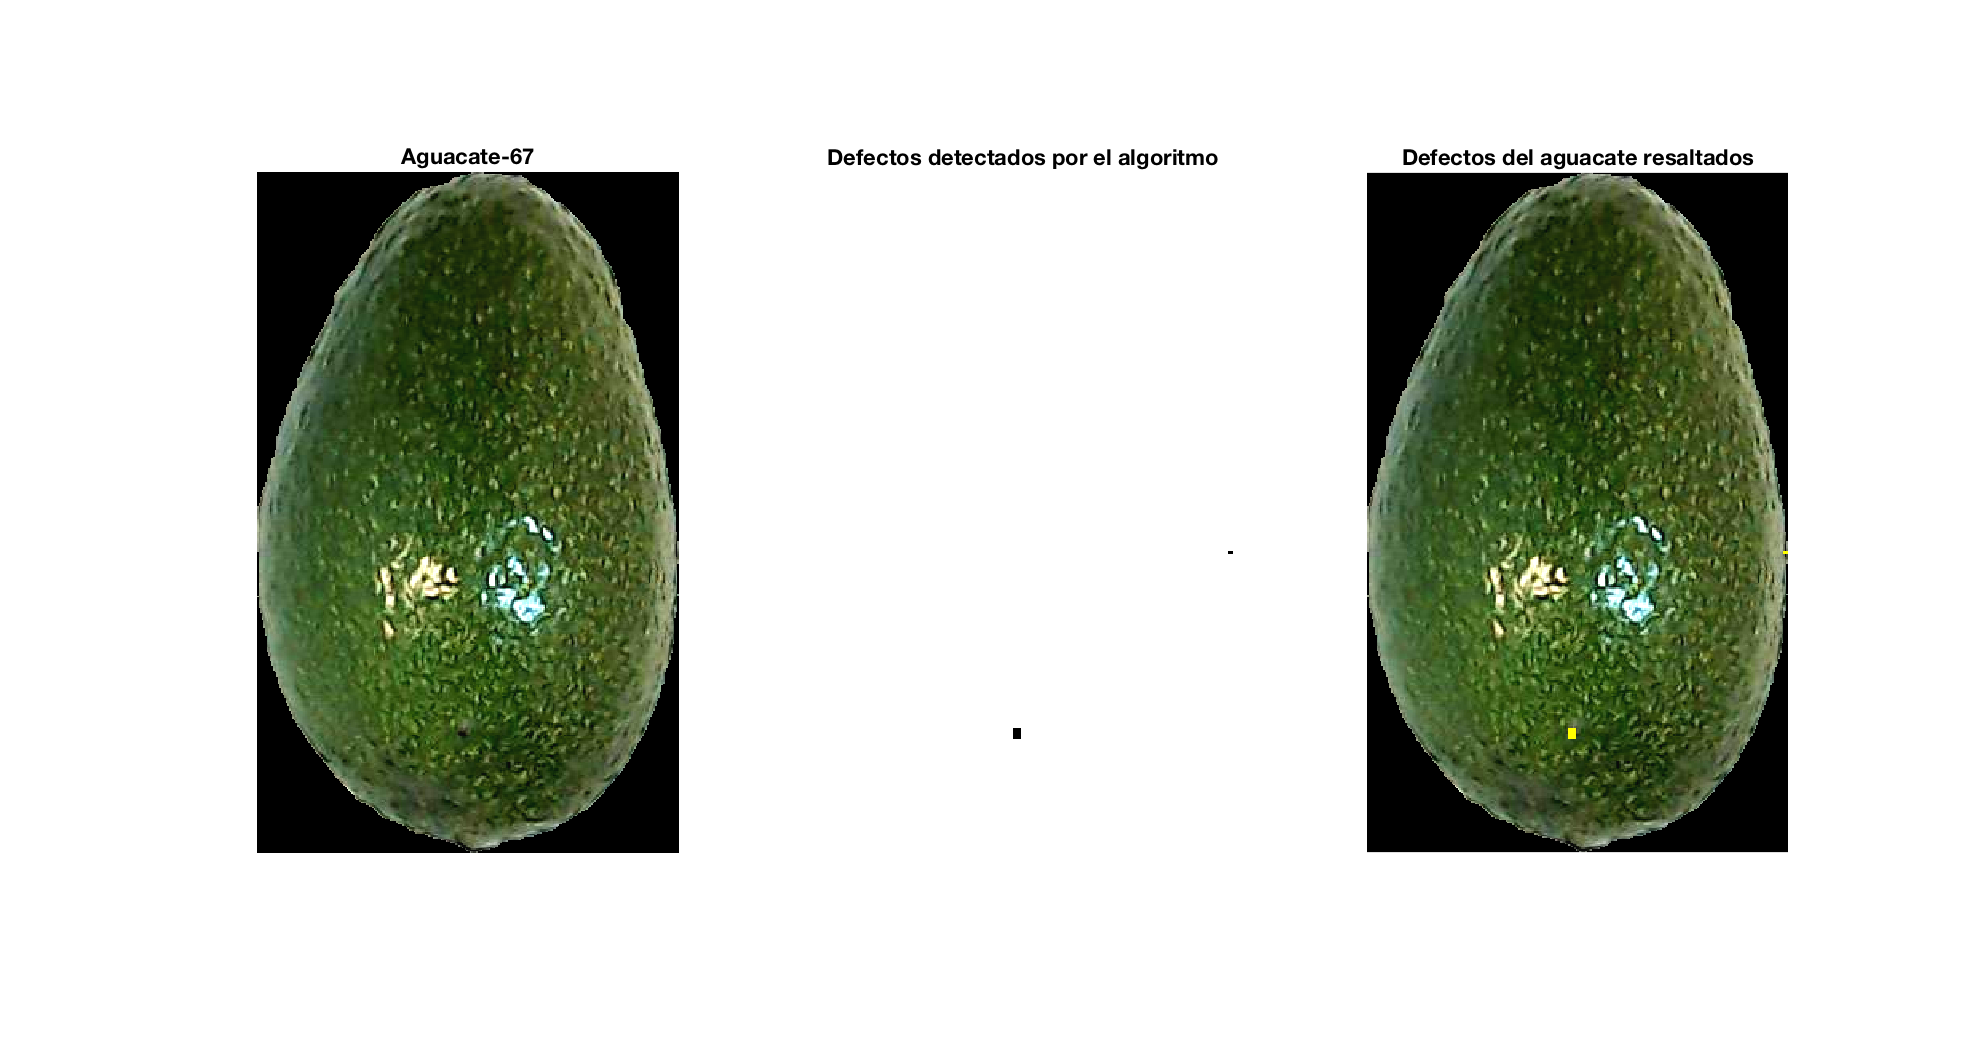 Aguacate-67
Defectos detectados por el algoritmo
Defectos del aguacate resaltados